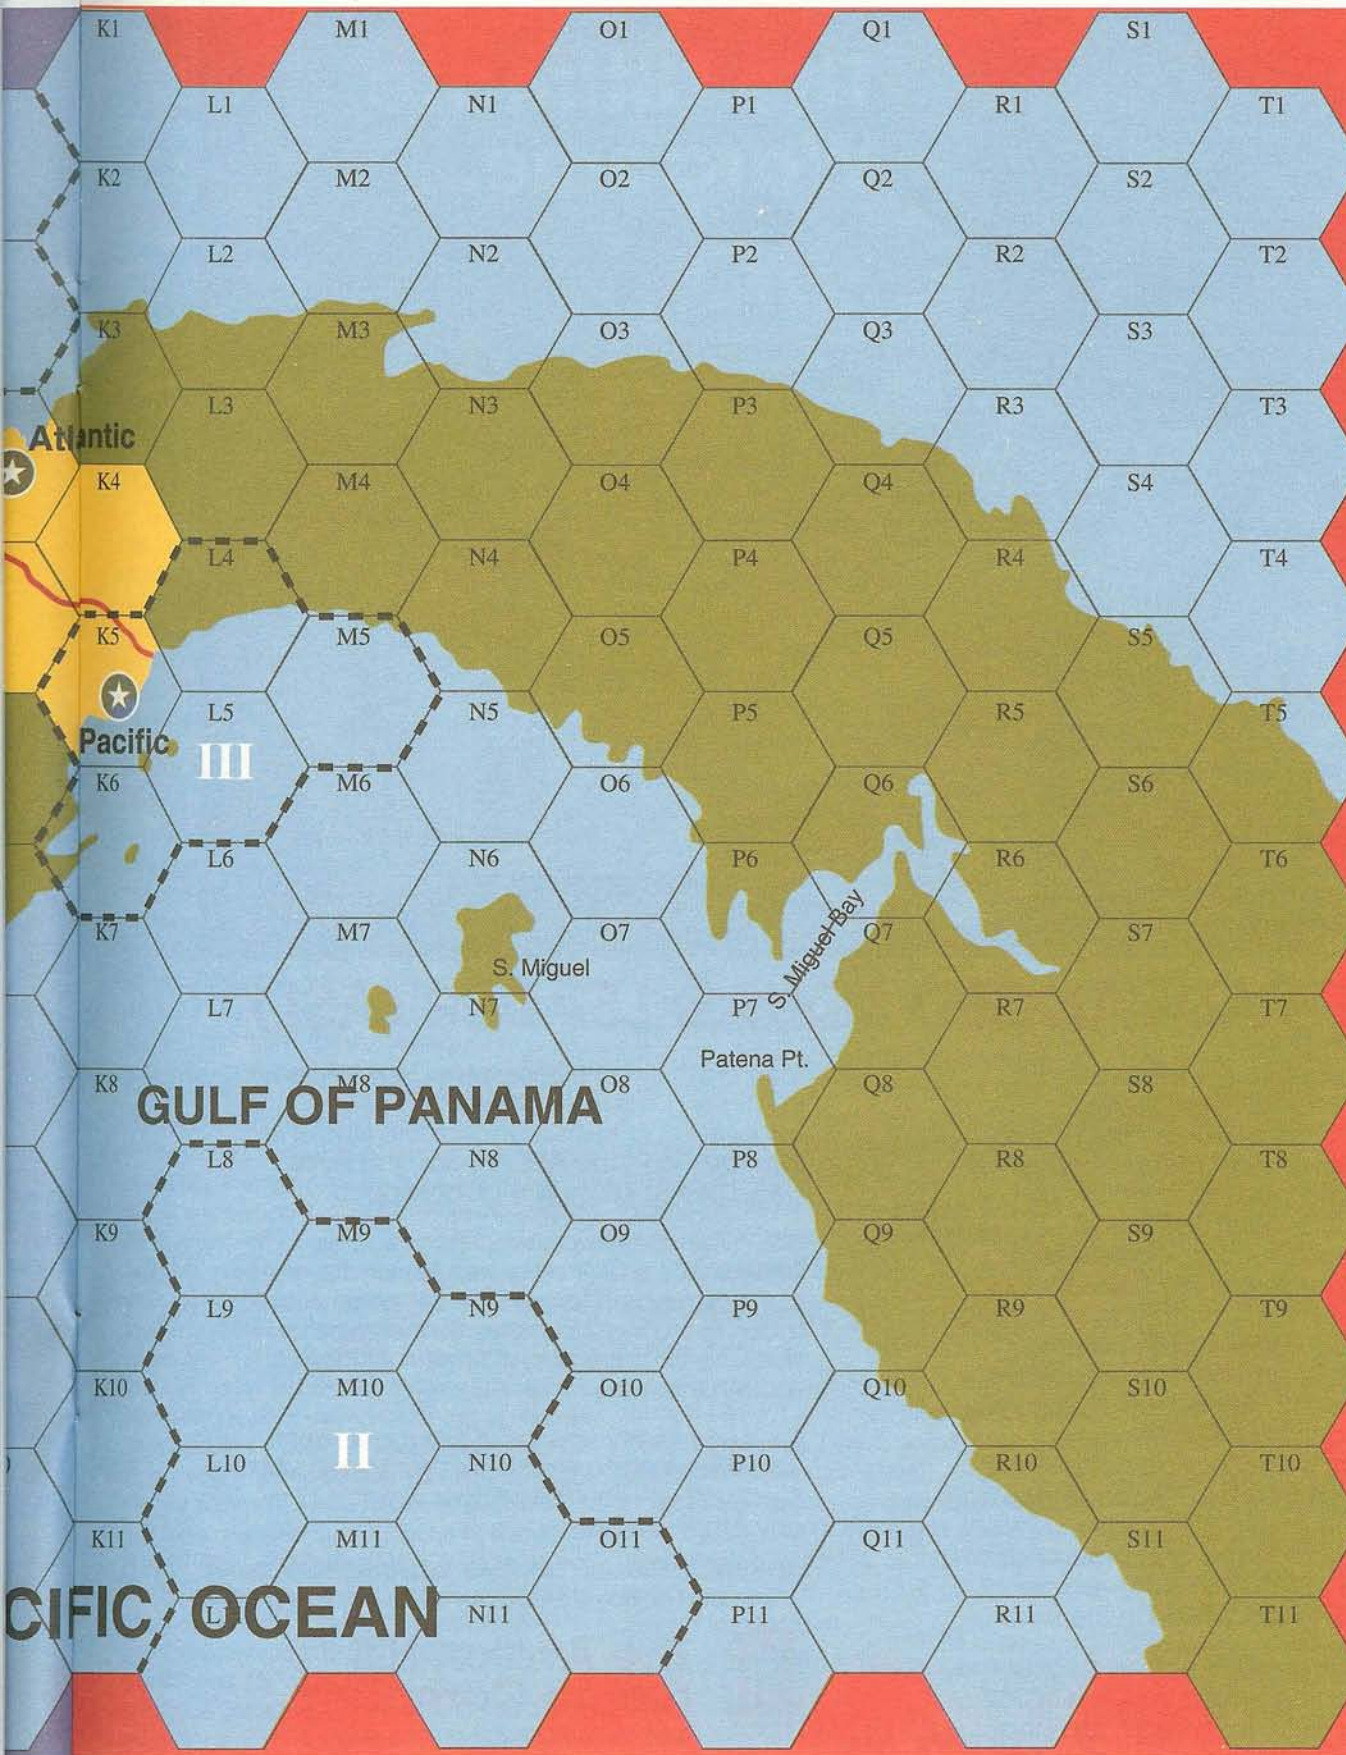 K1 M1 O1 Q1 S1
L1 N1 P1 R1 T1
K2 M2 O2 Q2 S2
L2 N2 P2 R2 T2
K3 M3 O3 Q3 S3
L3 N3 P3 R3 T3
Atlantic
K4 M4 O4 Q4 S4
L4 N4 P4 R4 T4
K5 M5 O5 Q5 S5
L5 N5 P5 R5 T5
Pacific
III
K6 M6 O6 Q6 S6
L6 N6 P6 R6 T6
K7 M7 O7 Q7 S7
S. Miguel
S. Miguel Bay
L7 N7 P7 R7 T7
Patena Pt.
K8 M8 O8 Q8 S8
GULF OF PANAMA
L8 N8 P8 R8 T8
K9 M9 O9 Q9 S9
L9 N9 P9 R9 T9
K10 M10 O10 Q10 S10
II
L10 N10 P10 R10 T10
K11 M11 O11 Q11 S11
CIFIC OCEAN
N11 P11 R11 T11